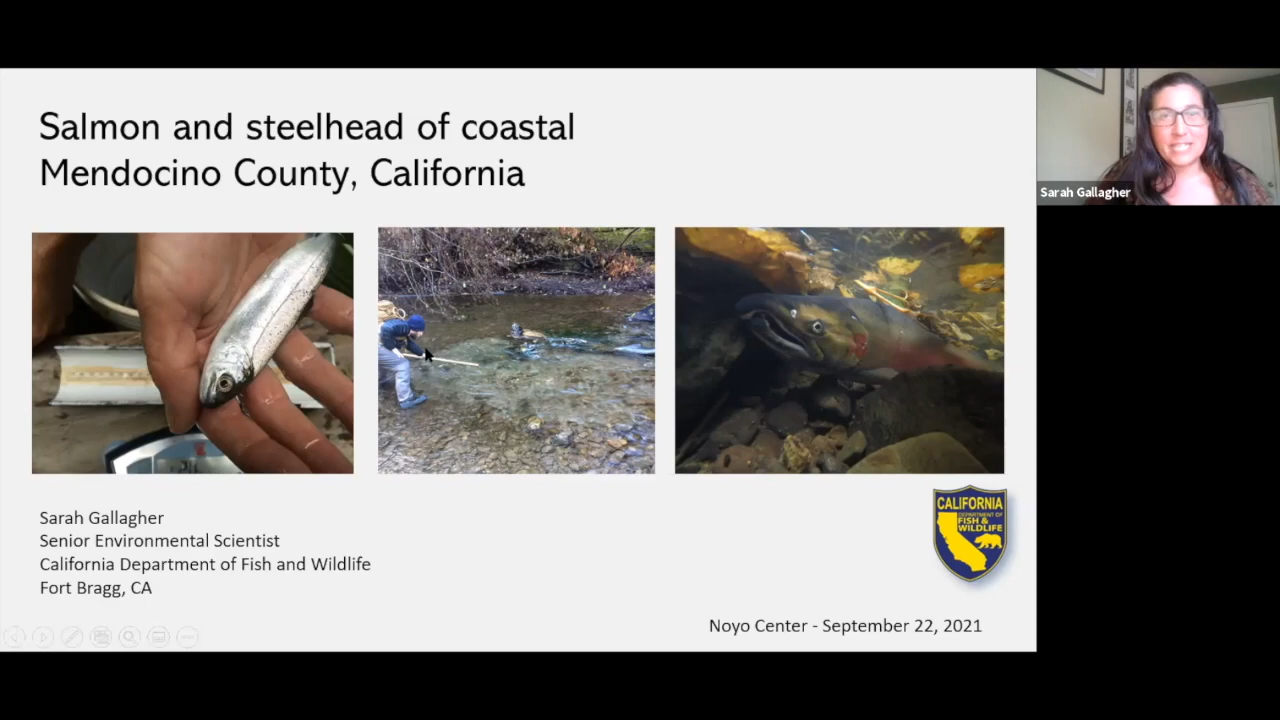 Salmon and steelhead of coastal
Mendocino County, California
Sarah Gallagher
Sarah Gallagher
Senior Environmental Scientist
California Department of Fish and Wildlife
Fort Bragg, CA
CALIFORNIA
DEPARTMENT OF
FISH &
WILDLIFE
Noyo Center - September 22, 2021